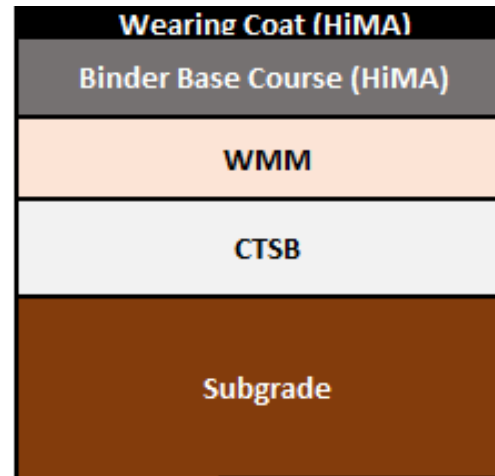 Wearing Coat (HiMA)
Binder Base Course (HiMA)
WMM
CTSB
Subgrade